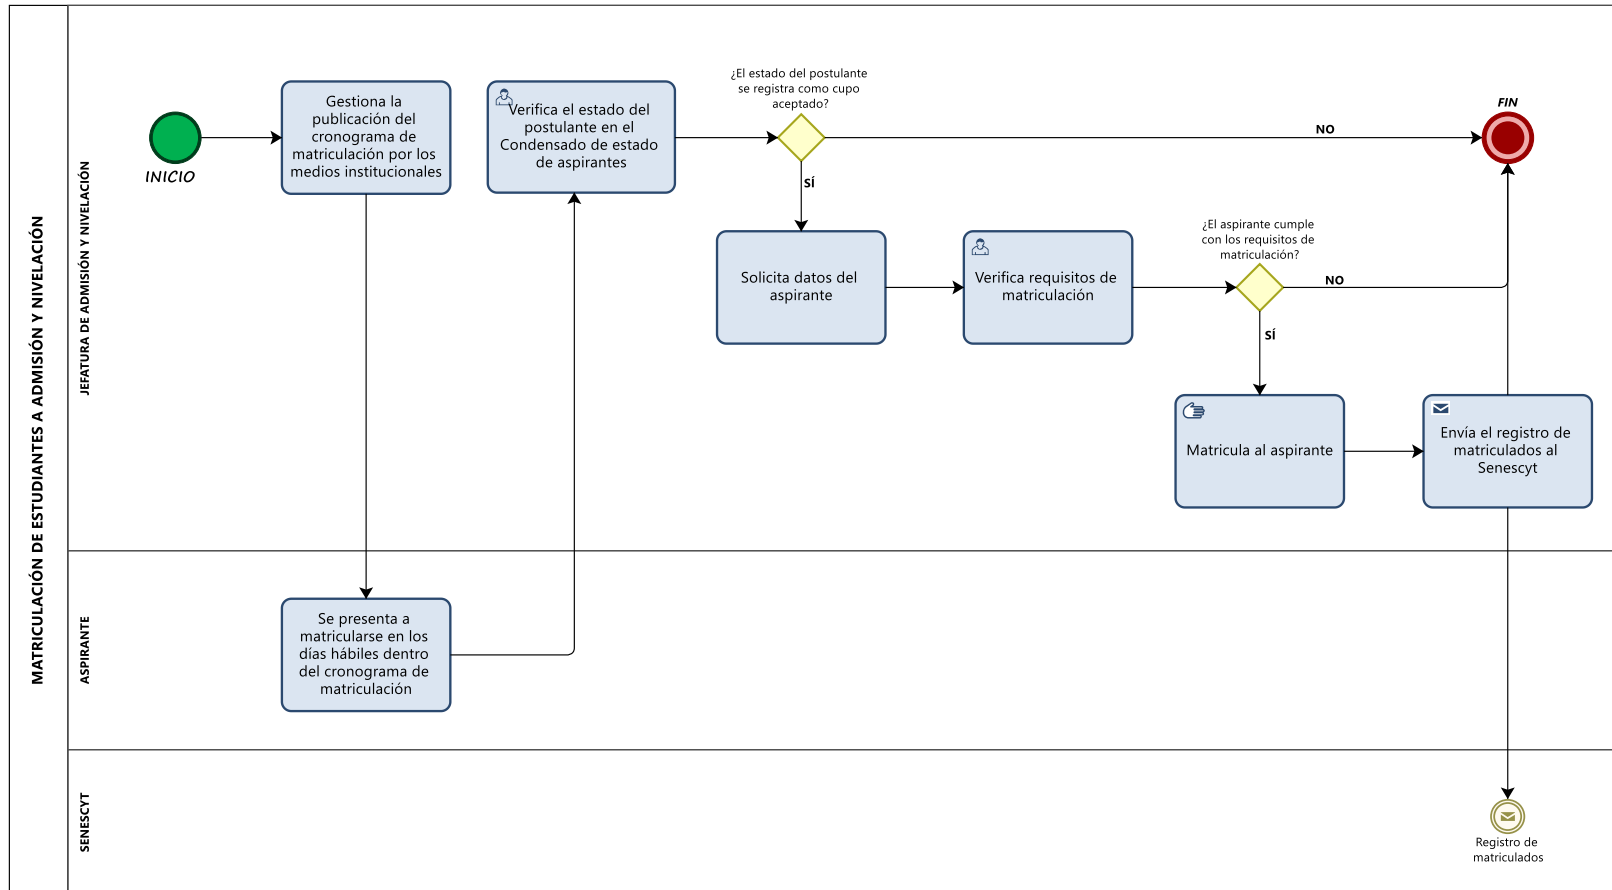 MATRICULACIÓN DE ESTUDIANTES A ADMISIÓN Y NIVELACIÓN
JEFATURA DE ADMISIÓN Y NIVELACIÓN
INICIO
Gestiona la
publicación del
cronograma de
matriculación por los
medios institucionales
Verifica el estado del
postulante en el
Condensado de estado
de aspirantes
¿El estado del postulante
se registra como cupo
aceptado?
NO
FIN
SÍ
Solicita datos del
aspirante
Verifica requisitos de
matriculación
¿El aspirante cumple
con los requisitos de
matriculación?
NO
SÍ
Matricula al aspirante
Envía el registro de
matriculados al
Senescyt
ASPIRANTE
Se presenta a
matricularse en los
días hábiles dentro
del cronograma de
matriculación
SENESCYT
Registro de
matriculados